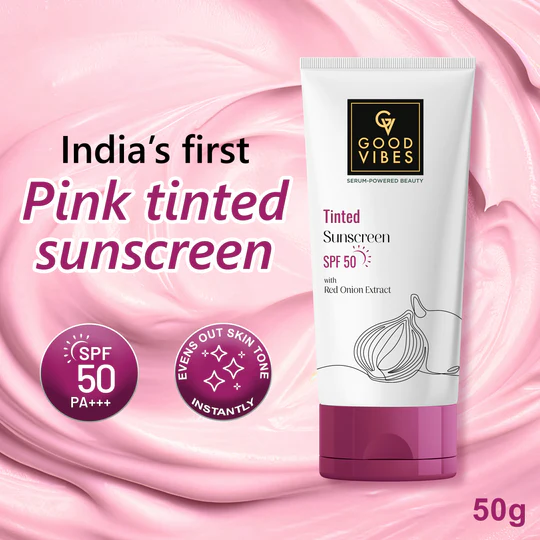 India's first
Pink tinted
sunscreen
SPF
50
PA+++
EVENS OUT SKIN TONE
INSTANTLY
GV
GOOD
VIBES
SERUM-POWERED BEAUTY
Tinted
Sunscreen
SPF 50
with
Red Onion Extract
50g